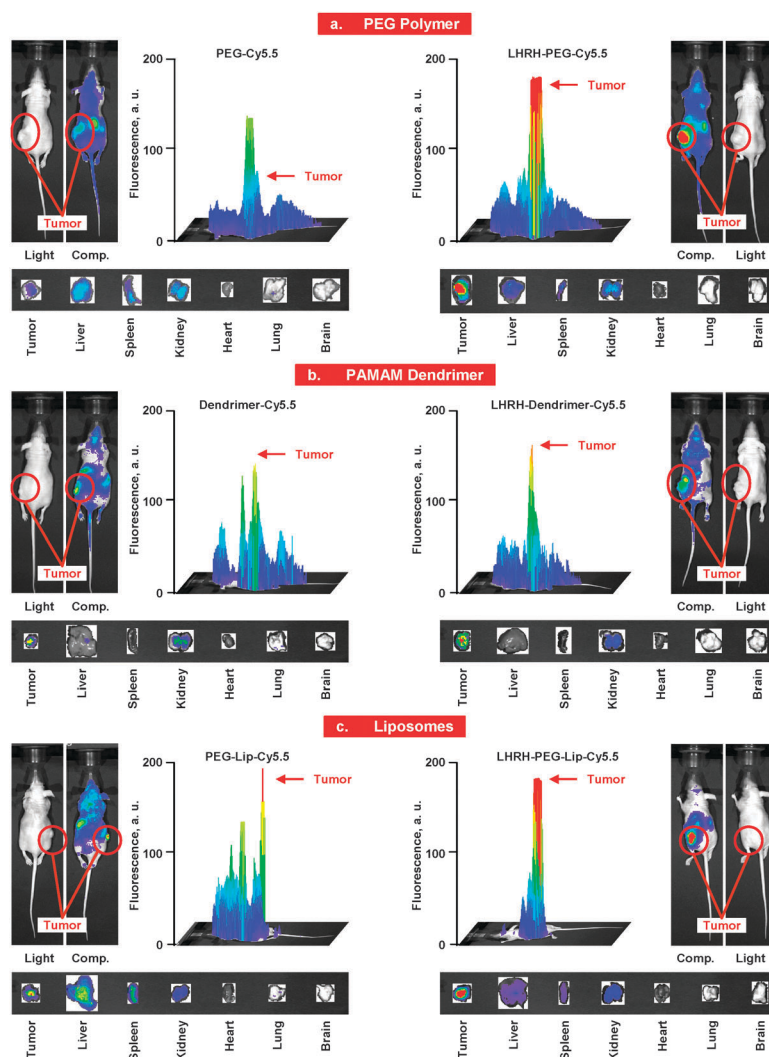 a. PEG Polymer
PEG-Cy5.5
LHRH-PEG-Cy5.5
Fluorescence, a. u.
200
100
0
Tumor
Fluorescence, a. u.
200
100
0
Tumor
Tumor
Light Comp.
Tumor
Comp. Light
Tumor Liver Spleen Kidney Heart Lung Brain
Tumor Liver Spleen Kidney Heart Lung Brain
b. PAMAM Dendrimer
Dendrimer-Cy5.5
LHRH-Dendrimer-Cy5.5
Fluorescence, a. u.
200
100
0
Tumor
Fluorescence, a. u.
200
100
0
Tumor
Tumor
Light Comp.
Tumor
Comp. Light
Tumor Liver Spleen Kidney Heart Lung Brain
Tumor Liver Spleen Kidney Heart Lung Brain
c. Liposomes
PEG-Lip-Cy5.5
LHRH-PEG-Lip-Cy5.5
Fluorescence, a. u.
200
100
0
Tumor
Fluorescence, a. u.
200
100
0
Tumor
Tumor
Light Comp.
Tumor
Comp. Light
Tumor Liver Spleen Kidney Heart Lung Brain
Tumor Liver Spleen Kidney Heart Lung Brain